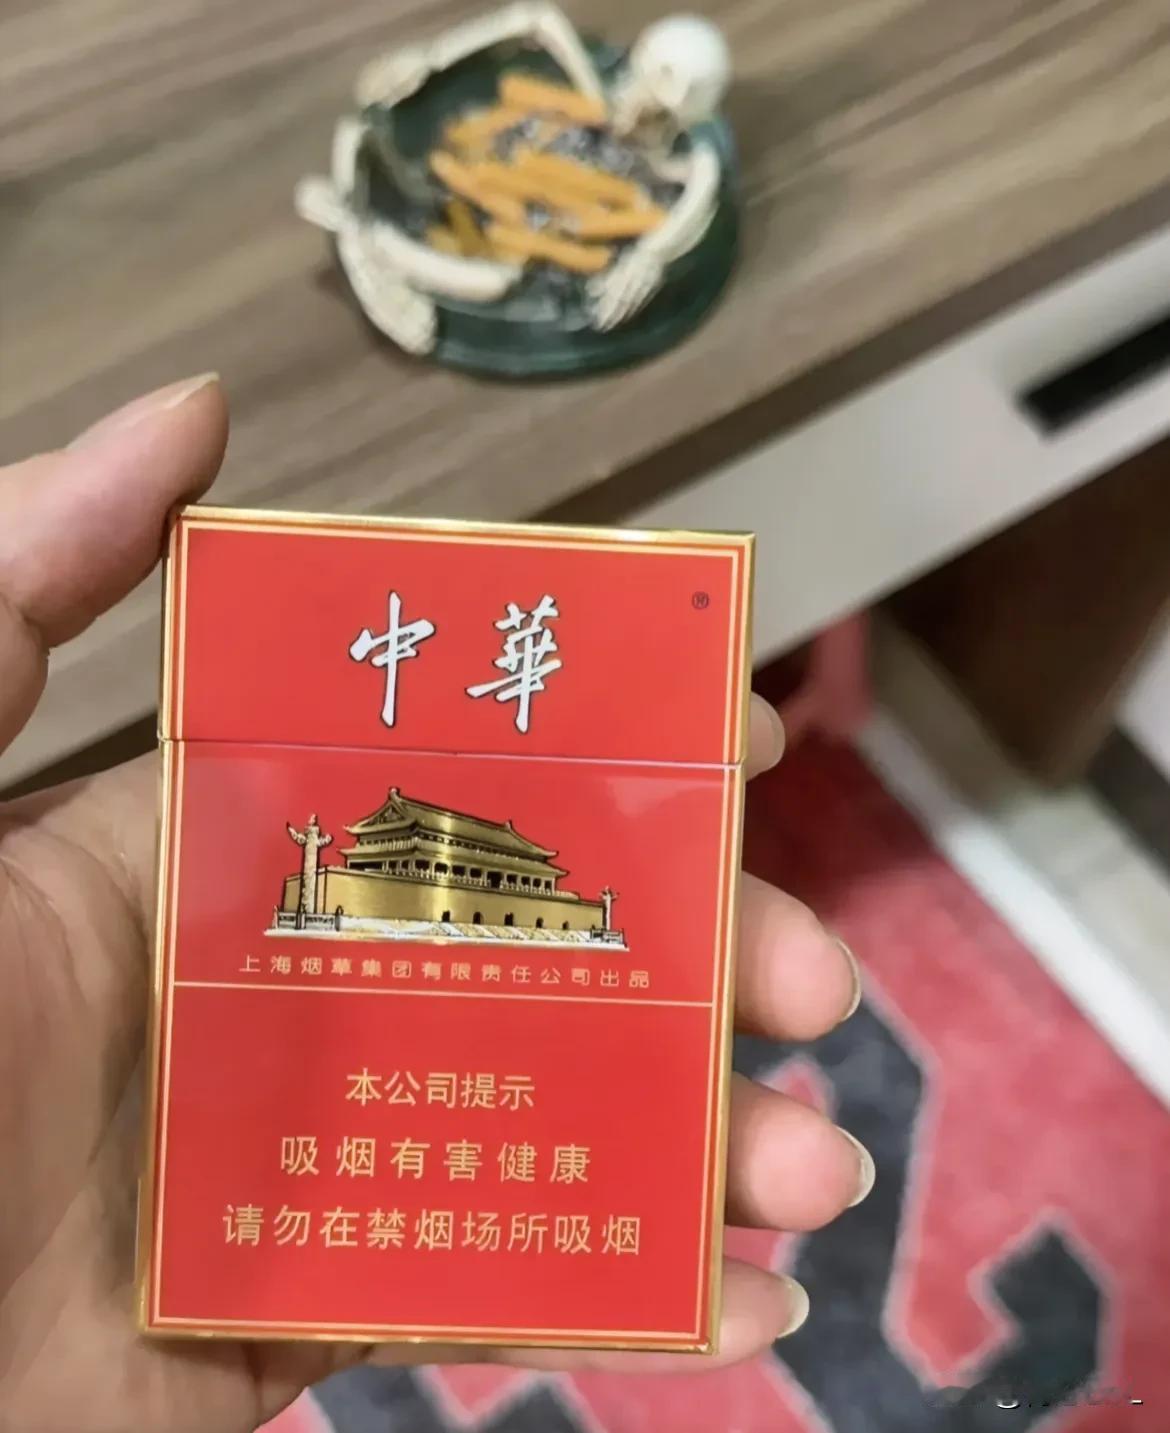 中華
®
上海烟草集团有限责任公司出品
本公司提示
吸烟有害健康
请勿在禁烟场所吸烟